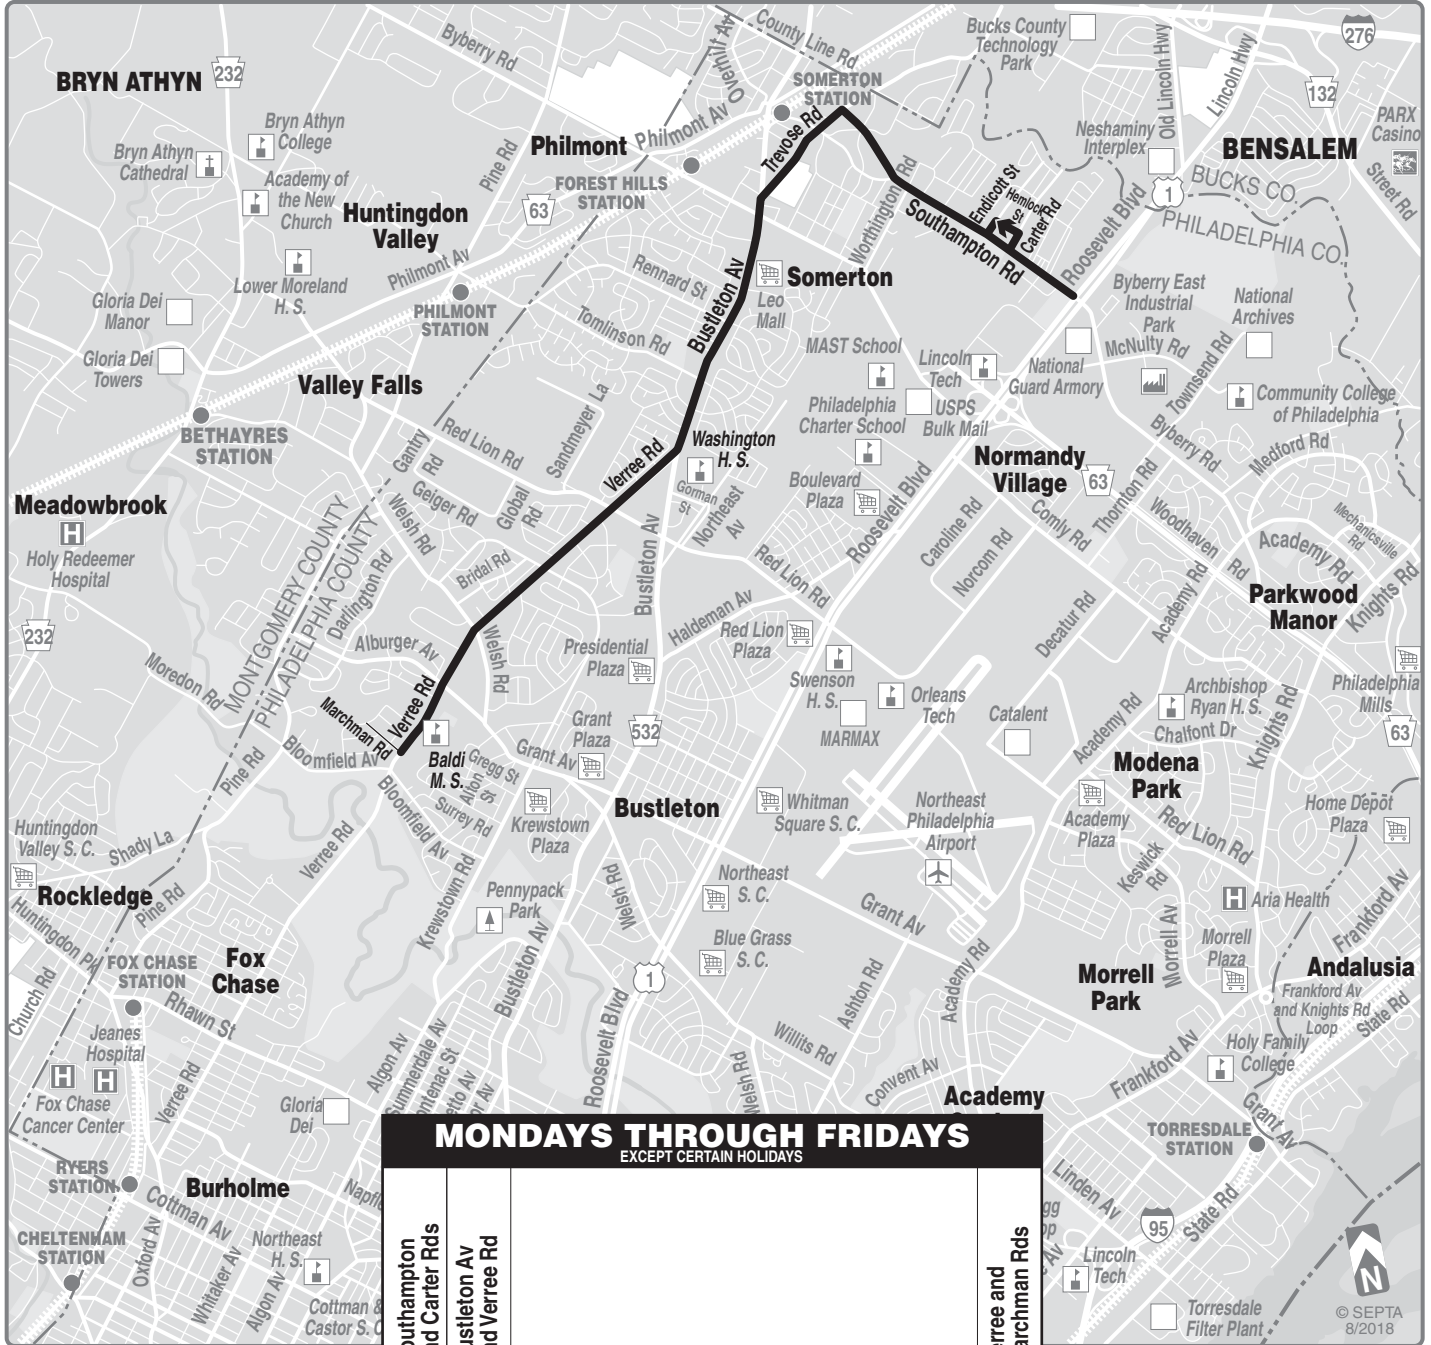 Byberry Rd
Overhill Av
County Line Rd
Bucks County
Technology
Park
Old Lincoln Hwy
Lincoln Hwy
276
BRYN ATHYN
232
SOMERTON
STATION
132
PARX
Casino
Bryn Athyn
College
Philmont
Philmont Av
Trevose Rd
Neshaminy
Interplex
BENSALEM
Street Rd
Bryn Athyn
Cathedral
Academy of
the New
Church
Pine Rd
FOREST HILLS
STATION
63
Worthington Rd
Endicott St
Hemlock
St
Carter Rd
Southampton Rd
Roosevelt Blvd
1
BUCKS CO.
PHILADELPHIA CO.
Huntingdon
Valley
Philmont Av
Lower Moreland
H. S.
Rennard St
Bustleton Av
Somerton
Leo
Mall
Byberry East
Industrial
Park
National
Archives
Gloria Dei
Manor
PHILMONT
STATION
Tomlinson Rd
MAST School
Lincoln
Tech
National
Guard Armory
McNulty Rd
Townsend Rd
Gloria Dei
Towers
Valley Falls
Sandmeyer La
Philadelphia
Charter School
USPS
Bulk Mail
Community College
of Philadelphia
BETHAYRES
STATION
Gantry
Rd
Red Lion Rd
Verree Rd
Washington
H. S.
Normandy
Village
63
Byberry Rd
Medford Rd
Meadowbrook
Holy Redeemer
Hospital
Welsh Rd
Geiger Rd
Global
Rd
Gorman
St
Northeast
Av
Boulevard
Plaza
Roosevelt Blvd
Caroline Rd
Norcom Rd
Comly Rd
Thornton Rd
Woodhaven
Rd
Academy Rd
Mechanicsville
Rd
Knights Rd
MONTGOMERY COUNTY
PHILADELPHIA COUNTY
Darlington Rd
Bridal Rd
Bustleton Av
Red Lion Rd
Haldeman Av
Decatur Rd
Academy Rd
Parkwood
Manor
232
Moredon Rd
Alburger Av
Welsh Rd
Presidential
Plaza
Red Lion
Plaza
Swenson
H. S.
Orleans
Tech
Archbishop
Ryan H. S.
Chalfont Dr
Knights Rd
Philadelphia
Mills
63
Marchman Rd
Verree Rd
Grant
Plaza
532
MARMAX
Catalent
Academy Rd
Modena
Park
Pine Rd
Bloomfield Av
Baldi
M. S.
Gregg St
Alton
St
Surrey Rd
Grant Av
Krewstown
Plaza
Bustleton
Whitman
Square S. C.
Northeast
Philadelphia
Airport
Academy
Plaza
Red Lion Rd
Home Depot
Plaza
Huntingdon
Valley S. C.
Shady La
Verree Rd
Bloomfield Av
Krewstown Rd
Pennypack
Park
Welsh Rd
Northeast
S. C.
Keswick
Rd
Aria Health
Frankford Av
Rockledge
Huntingdon Pk
Pine Rd
Fox
Chase
Bustleton Av
Blue Grass
S. C.
Grant Av
Morrell Av
Morrell
Plaza
Andalusia
Church Rd
FOX CHASE
STATION
Rhawn St
1
Roosevelt Blvd
Ashton Rd
Academy Rd
Morrell
Park
Frankford Av
and Knights Rd
Loop
State Rd
Jeanes
Hospital
Algon Av
Summerdale Av
Willits Rd
Welsh Rd
Convent Av
Frankford Av
Holy Family
College
Fox Chase
Cancer Center
Verree Rd
Gloria
Dei
Academy
Grant Av
TORRESDALE
STATION
MONDAYS THROUGH FRIDAYS
EXCEPT CERTAIN HOLIDAYS
RYERS
STATION
Burholme
Cottman Av
Linden Av
95
State Rd
CHELTENHAM
STATION
Oxford Av
Whitaker Av
Northeast
H. S.
Algon Av
Cottman &
Castor S. C
Carter Rds
Verree Rd
Lincoln
Tech
Torresdale
Filter Plant
N
© SEPTA
8/2018